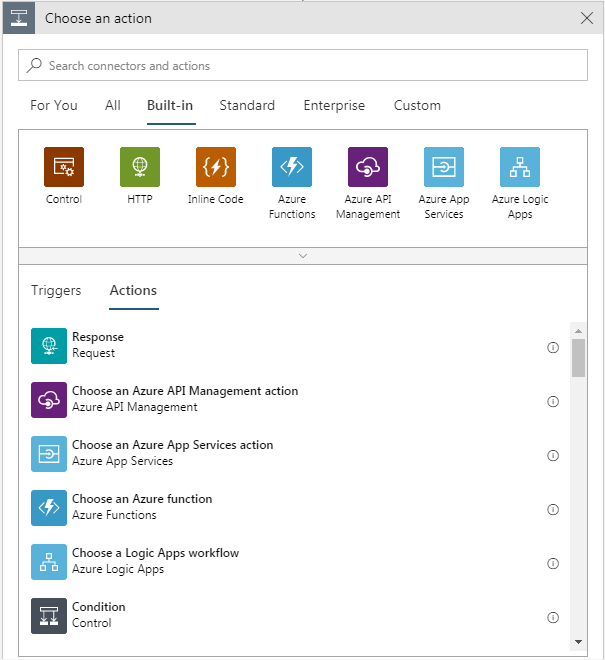 Choose an action
Search connectors and actions
For You All Built-in Standard Enterprise Custom
Control HTTP Inline Code Azure Functions Azure API Management Azure App Services Azure Logic Apps
Triggers Actions
Response
Request
Choose an Azure API Management action
Azure API Management
Choose an Azure App Services action
Azure App Services
Choose an Azure function
Azure Functions
Choose a Logic Apps workflow
Azure Logic Apps
Condition
Control